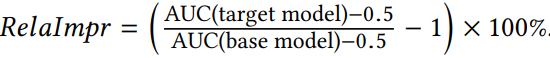 RelaImpr = ( AUC(target model)−0.5 / AUC(base model)−0.5 − 1 ) × 100%.